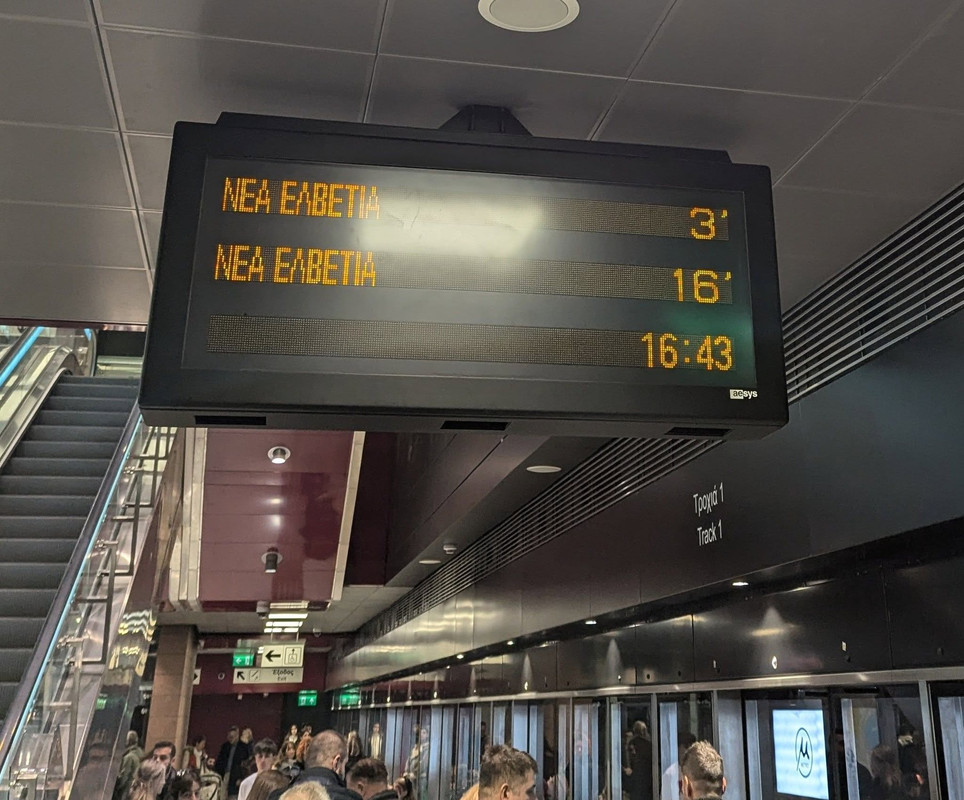 ΝΕΑ ΕΛΒΕΤΙΑ 3’
ΝΕΑ ΕΛΒΕΤΙΑ 16’
16:43
aesys
Τροχιά 1
Track 1
Έξοδος
Exit